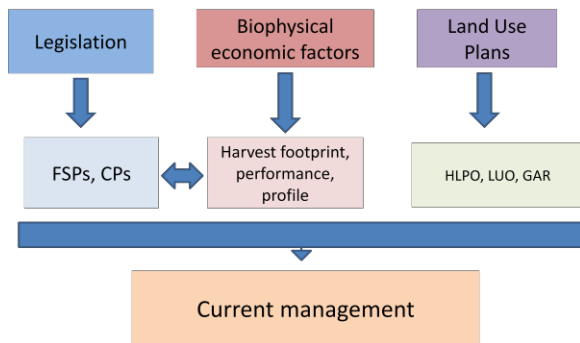 Legislation
Biophysical
economic factors
Land Use
Plans
FSPs, CPs
Harvest footprint,
performance,
profile
HLPO, LUO, GAR
Current management